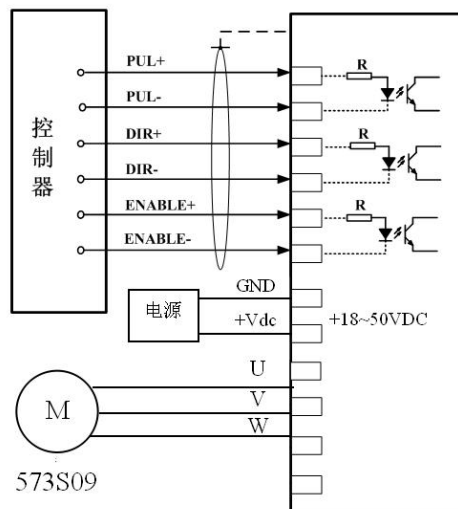 PUL+
R
PUL-
控制器
DIR+
R
DIR-
ENABLE+
R
ENABLE-
GND
电源
+18~50VDC
+Vdc
U
V
M
W
573S09